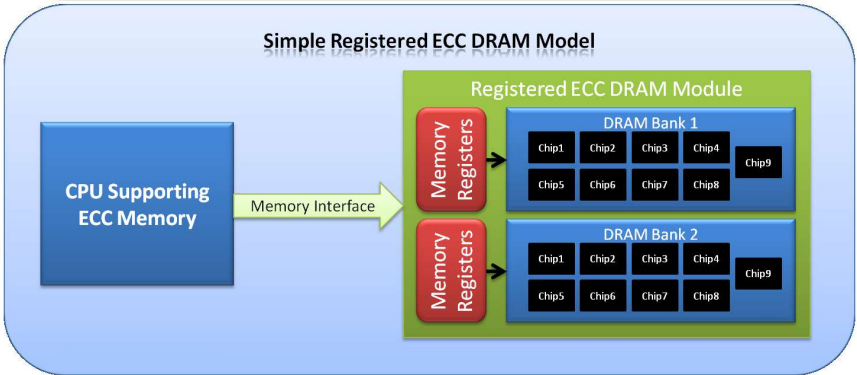 Simple Registered ECC DRAM Model
Registered ECC DRAM Module
CPU Supporting
ECC Memory
Memory Interface
Memory
Registers
DRAM Bank 1
Chip1 Chip2 Chip3 Chip4
Chip9
Chip5 Chip6 Chip7 Chip8
Memory
Registers
DRAM Bank 2
Chip1 Chip2 Chip3 Chip4
Chip9
Chip5 Chip6 Chip7 Chip8